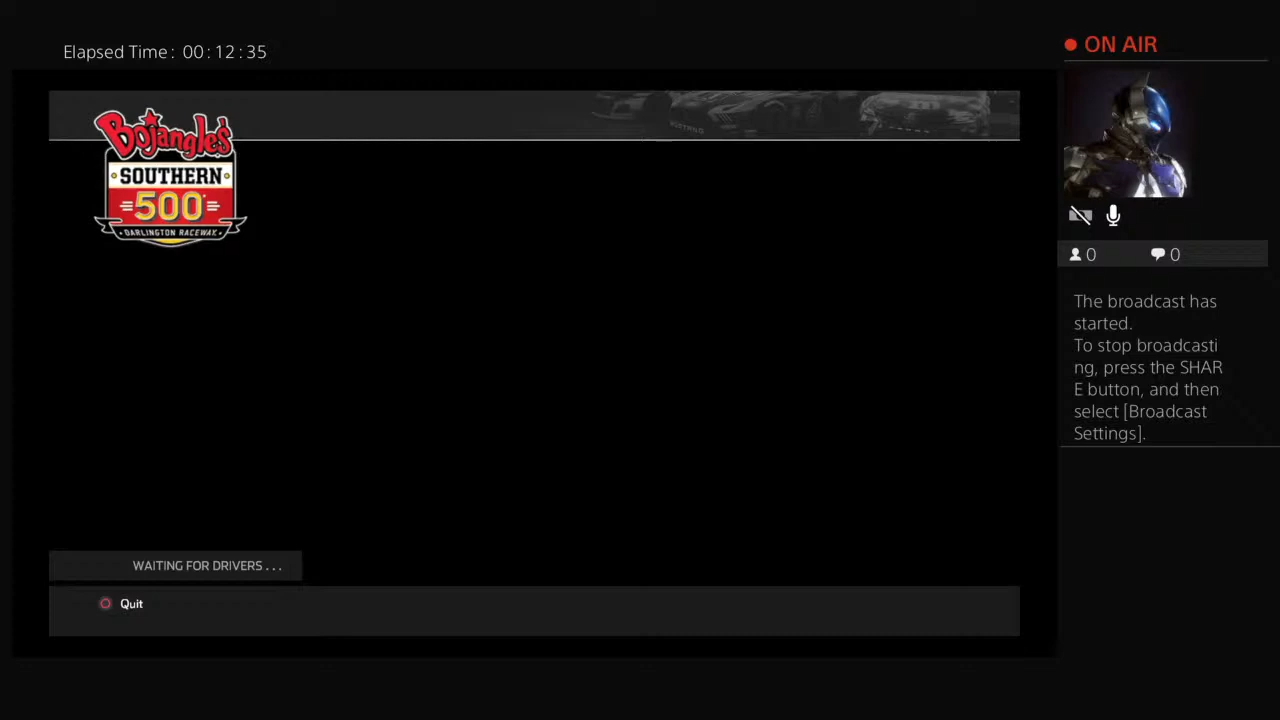 Elapsed Time: 00:12:35
ON AIR
Bojangles'
SOUTHERN
500
DARLINGTON RACEWAY
0 0
The broadcast has
started.
To stop broadcasti
ng, press the SHAR
E button, and then
select [Broadcast
Settings].
WAITING FOR DRIVERS . . .
Quit